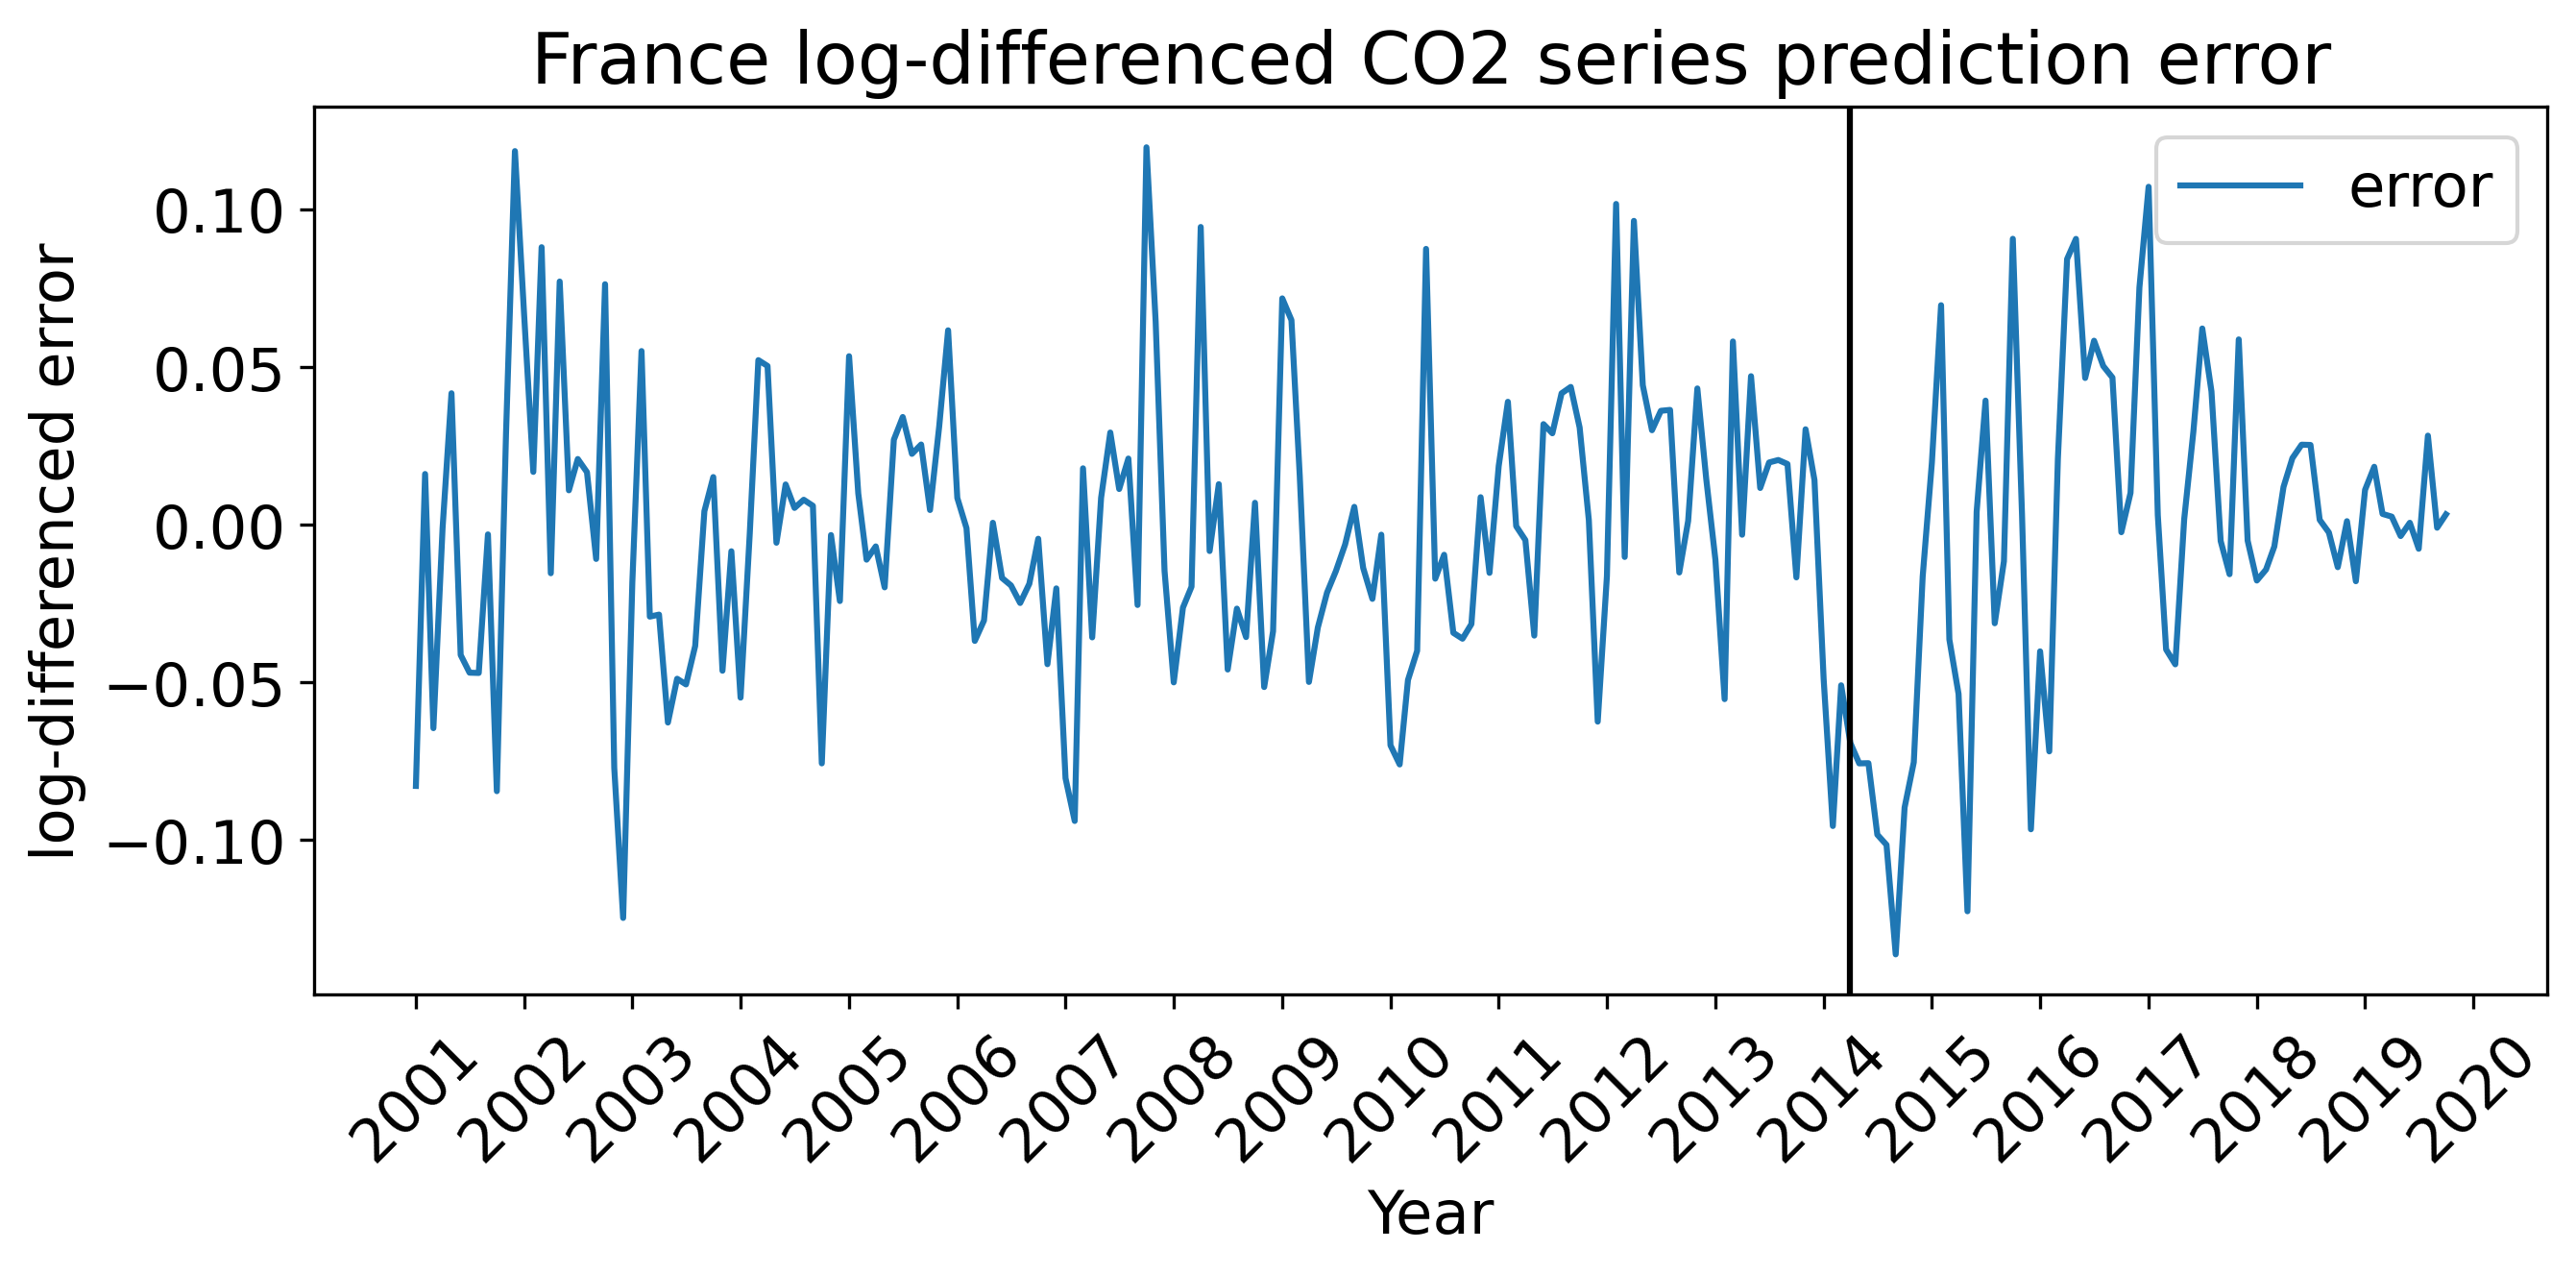 France log-differenced CO2 series prediction error
error
log-differenced error
0.10
0.05
0.00
−0.05
−0.10
2001 2002 2003 2004 2005 2006 2007 2008 2009 2010 2011 2012 2013 2014 2015 2016 2017 2018 2019 2020
Year